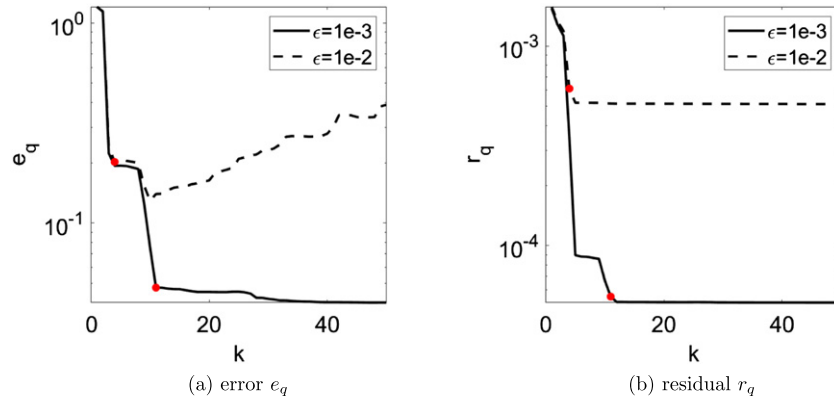 10^0
10^-1
e_q
ϵ=1e-3
ϵ=1e-2
0
20
40
k
(a) error e_q
10^-3
10^-4
r_q
ϵ=1e-3
ϵ=1e-2
0
20
40
k
(b) residual r_q